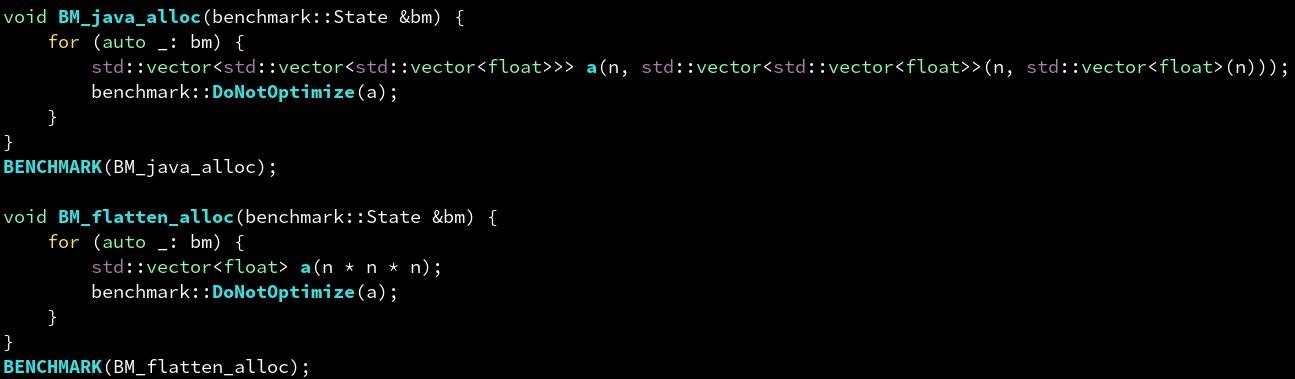 void BM_java_alloc(benchmark::State &bm) {
    for (auto _: bm) {
        std::vector<std::vector<std::vector<float>>> a(n, std::vector<std::vector<float>>(n, std::vector<float>(n)));
        benchmark::DoNotOptimize(a);
    }
}
BENCHMARK(BM_java_alloc);

void BM_flatten_alloc(benchmark::State &bm) {
    for (auto _: bm) {
        std::vector<float> a(n * n * n);
        benchmark::DoNotOptimize(a);
    }
}
BENCHMARK(BM_flatten_alloc);